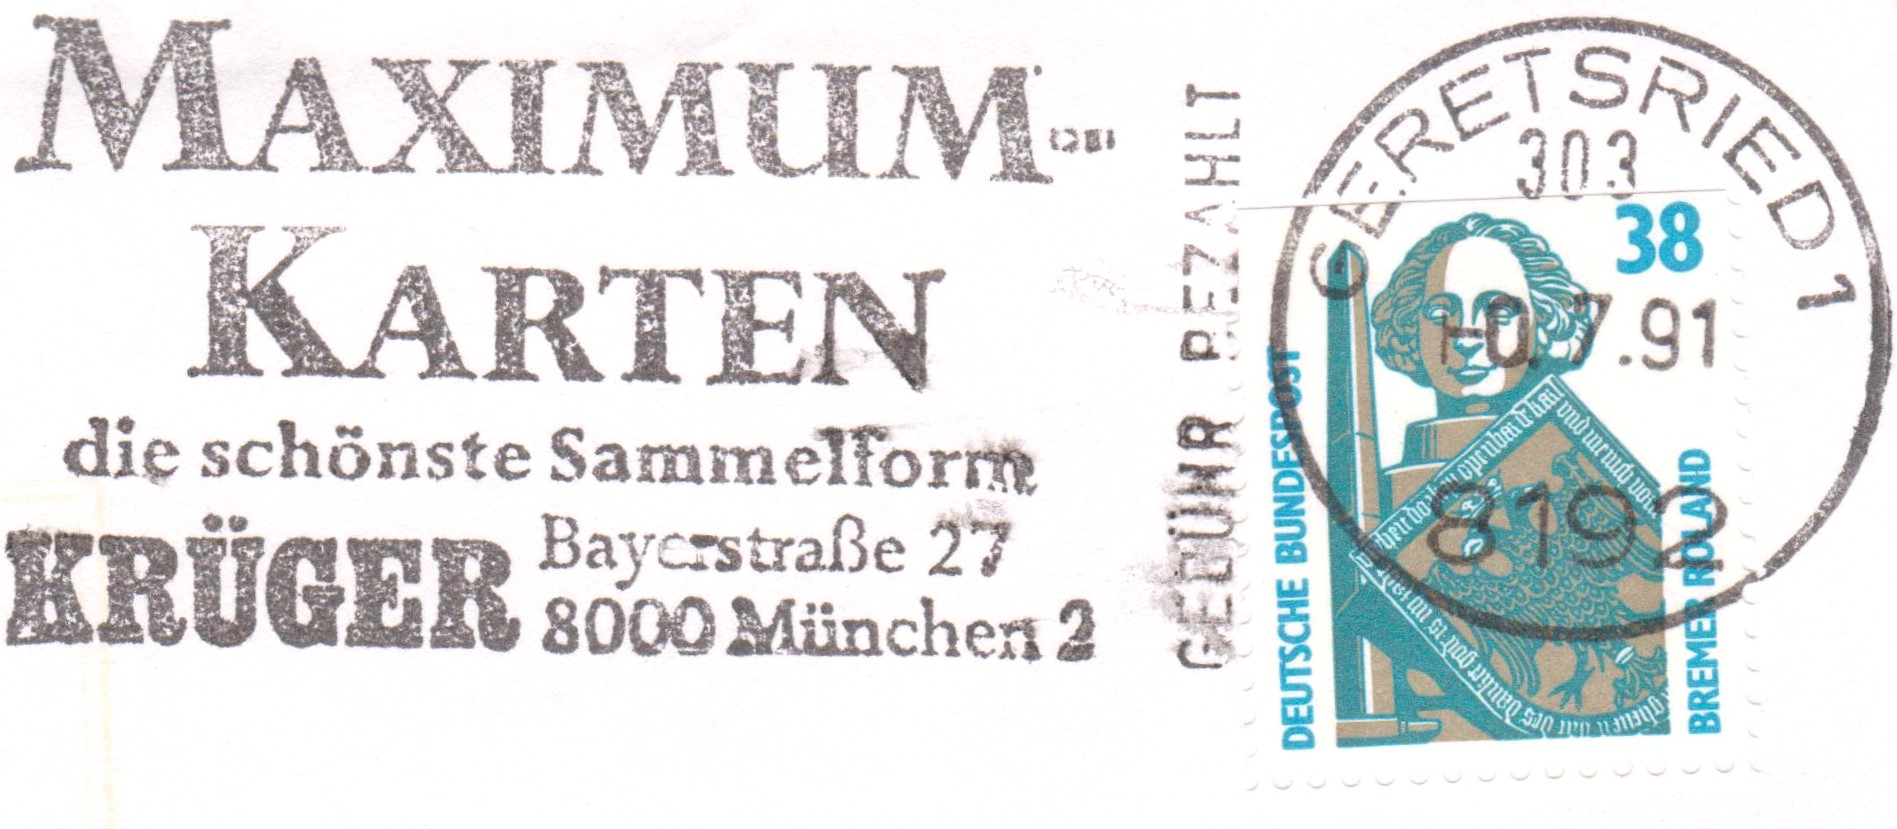 MAXIMUM-
KARTEN
die schönste Sammelform
KRÜGER
Bayerstraße 27
8000 München 2
GEBÜHR BEZAHLT
GERETSRIED 1
303
.7.91
8192
38
DEUTSCHE BUNDESPOST
BREMER ROLAND